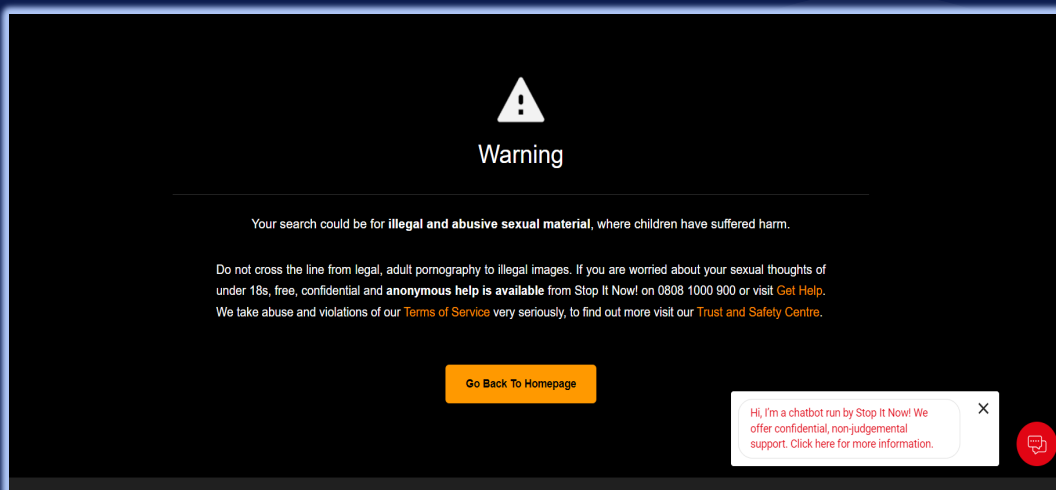 Warning
Your search could be for illegal and abusive sexual material, where children have suffered harm.
Do not cross the line from legal, adult pornography to illegal images. If you are worried about your sexual thoughts of
under 18s, free, confidential and anonymous help is available from Stop It Now! on 0808 1000 900 or visit Get Help.
We take abuse and violations of our Terms of Service very seriously, to find out more visit our Trust and Safety Centre.
Go Back To Homepage
Hi, I'm a chatbot run by Stop It Now! We
offer confidential, non-judgemental
support. Click here for more information.